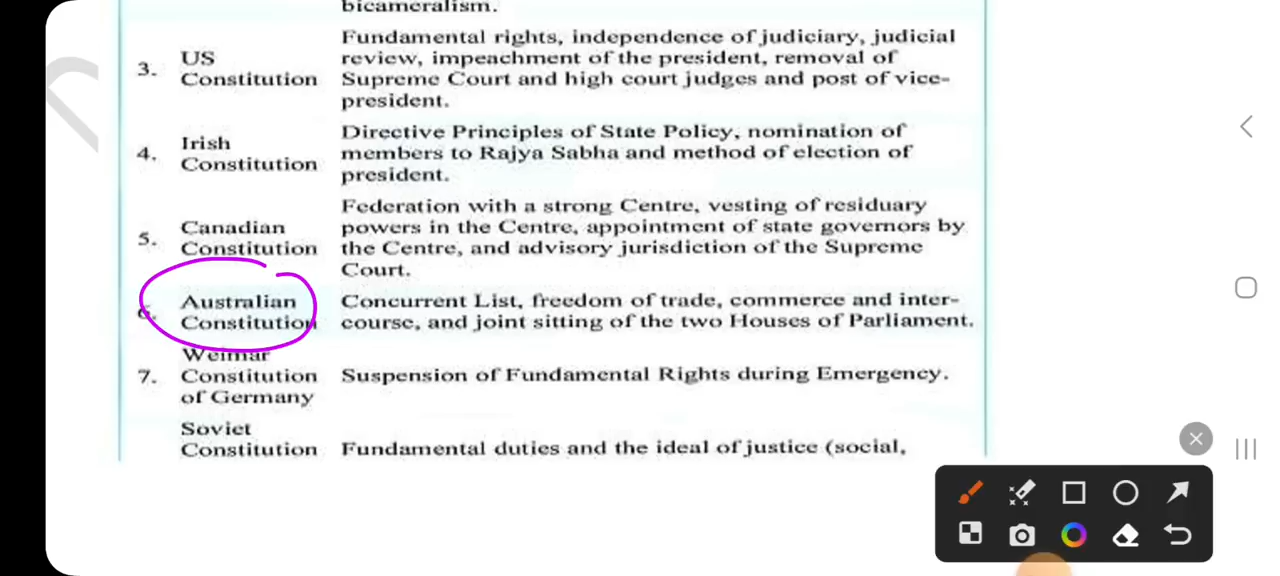 bicameralism.
3. US Constitution
Fundamental rights, independence of judiciary, judicial
review, impeachment of the president, removal of
Supreme Court and high court judges and post of vice-
president.
4. Irish Constitution
Directive Principles of State Policy, nomination of
members to Rajya Sabha and method of election of
president.
5. Canadian Constitution
Federation with a strong Centre, vesting of residuary
powers in the Centre, appointment of state governors by
the Centre, and advisory jurisdiction of the Supreme
Court.
6. Australian Constitution
Concurrent List, freedom of trade, commerce and inter-
course, and joint sitting of the two Houses of Parliament.
7. Weimar Constitution of Germany
Suspension of Fundamental Rights during Emergency.
Soviet Constitution
Fundamental duties and the ideal of justice (social,